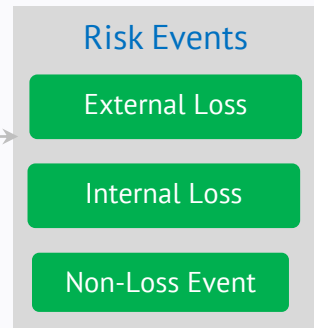 Risk Events
External Loss
Internal Loss
Non-Loss Event